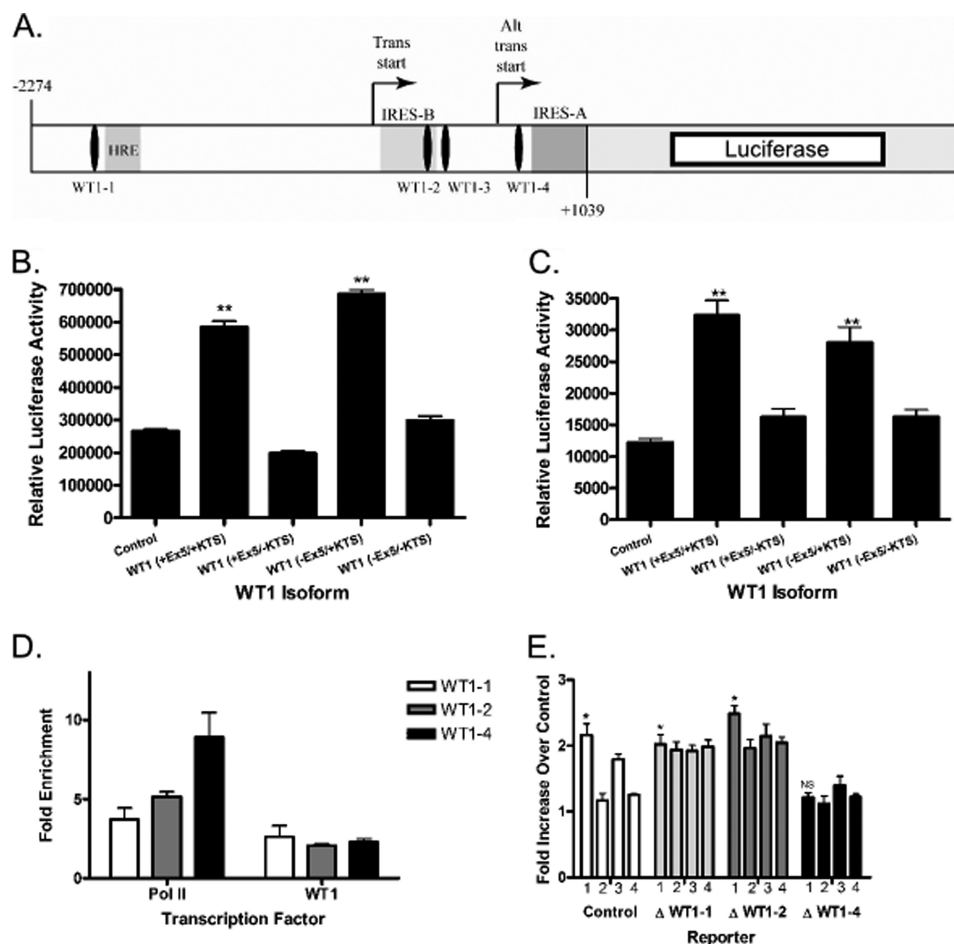 A.
Trans
start
Alt
trans
start
-2274
IRES-B
IRES-A
HRE
Luciferase
WT1-1
WT1-2
WT1-3
WT1-4
+1039
B.
Relative Luciferase Activity
700000
600000
500000
400000
300000
200000
100000
0
**
**
Control
WT1 (+Ex5/+KTS)
WT1 (+Ex5/-KTS)
WT1 (-Ex5/+KTS)
WT1 (-Ex5/-KTS)
WT1 Isoform
C.
Relative Luciferase Activity
35000
30000
25000
20000
15000
10000
5000
0
**
**
Control
WT1 (+Ex5/+KTS)
WT1 (+Ex5/-KTS)
WT1 (-Ex5/+KTS)
WT1 (-Ex5/-KTS)
WT1 Isoform
D.
Fold Enrichment
10
5
0
WT1-1
WT1-2
WT1-4
Pol II
WT1
Transcription Factor
E.
Fold Increase Over Control
3
2
1
0
*
*
*
NS
1 2 3 4 1 2 3 4 1 2 3 4 1 2 3 4
Control Δ WT1-1 Δ WT1-2 Δ WT1-4
Reporter